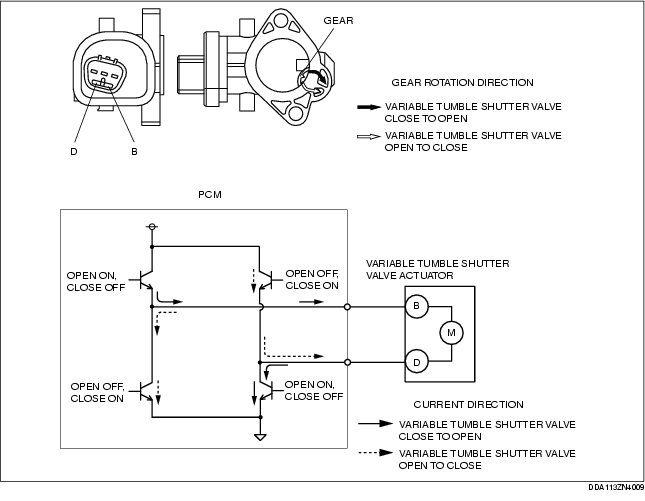 GEAR
GEAR ROTATION DIRECTION
VARIABLE TUMBLE SHUTTER VALVE
CLOSE TO OPEN
VARIABLE TUMBLE SHUTTER VALVE
OPEN TO CLOSE
D
B
PCM
OPEN ON,
CLOSE OFF
OPEN OFF,
CLOSE ON
VARIABLE TUMBLE SHUTTER
VALVE ACTUATOR
B
M
D
OPEN OFF,
CLOSE ON
OPEN ON,
CLOSE OFF
CURRENT DIRECTION
VARIABLE TUMBLE SHUTTER VALVE
CLOSE TO OPEN
VARIABLE TUMBLE SHUTTER VALVE
OPEN TO CLOSE
DDA113ZN4009